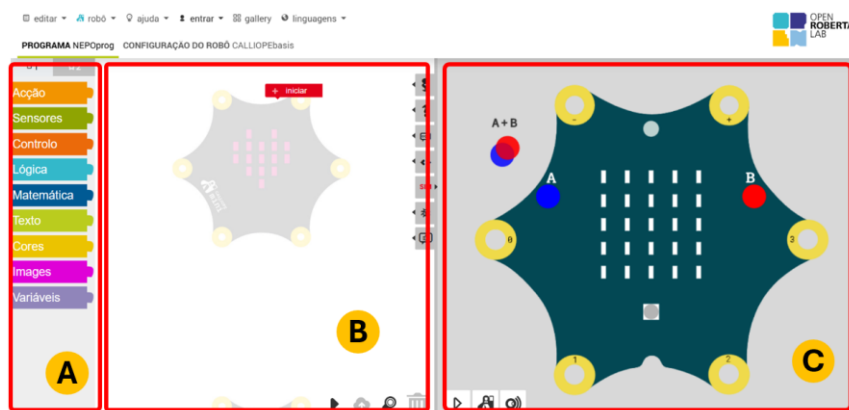 editar robô ajuda entrar gallery linguagens
OPEN
ROBERTA
LAB
PROGRAMA NEPOprog CONFIGURAÇÃO DO ROBÔ CALLIOPEbasis
Acção
Sensores
Controlo
Lógica
Matemática
Texto
Cores
Images
Variáveis
A
+ iniciar
?
B
A+B
A
B
-
+
0
3
1
2
C